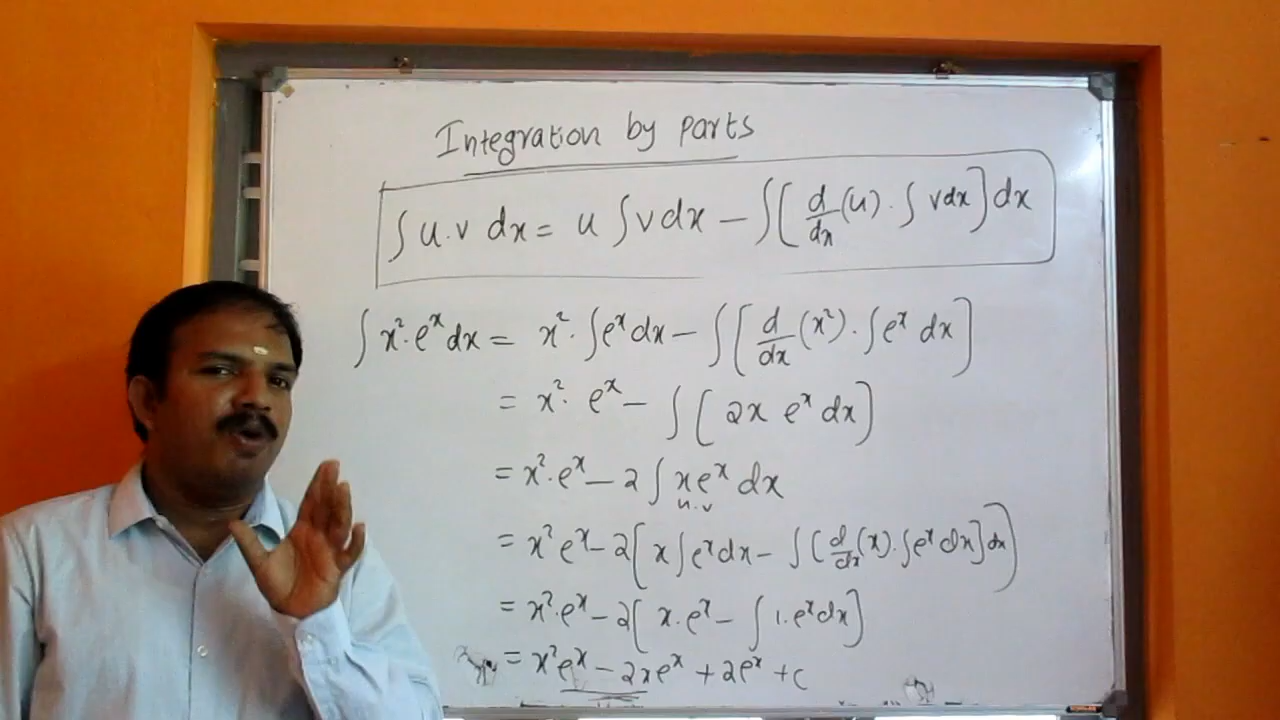 Integration by parts
∫ u.v dx = u ∫ v dx − ∫ [ d/dx (u) . ∫ v dx ] dx
∫ x². eˣ dx = x² . ∫ eˣ dx − ∫ [ d/dx (x²) . ∫ eˣ dx ]
= x². eˣ − ∫ [ 2x eˣ dx ]
= x². eˣ − 2 ∫ x eˣ dx
u.v
= x² eˣ − 2 [ x ∫ eˣ dx − ∫ [ d/dx (x) . ∫ eˣ dx ] dx ]
= x². eˣ − 2 [ x. eˣ − ∫ 1. eˣ dx ]
= x² eˣ − 2x eˣ + 2eˣ + c